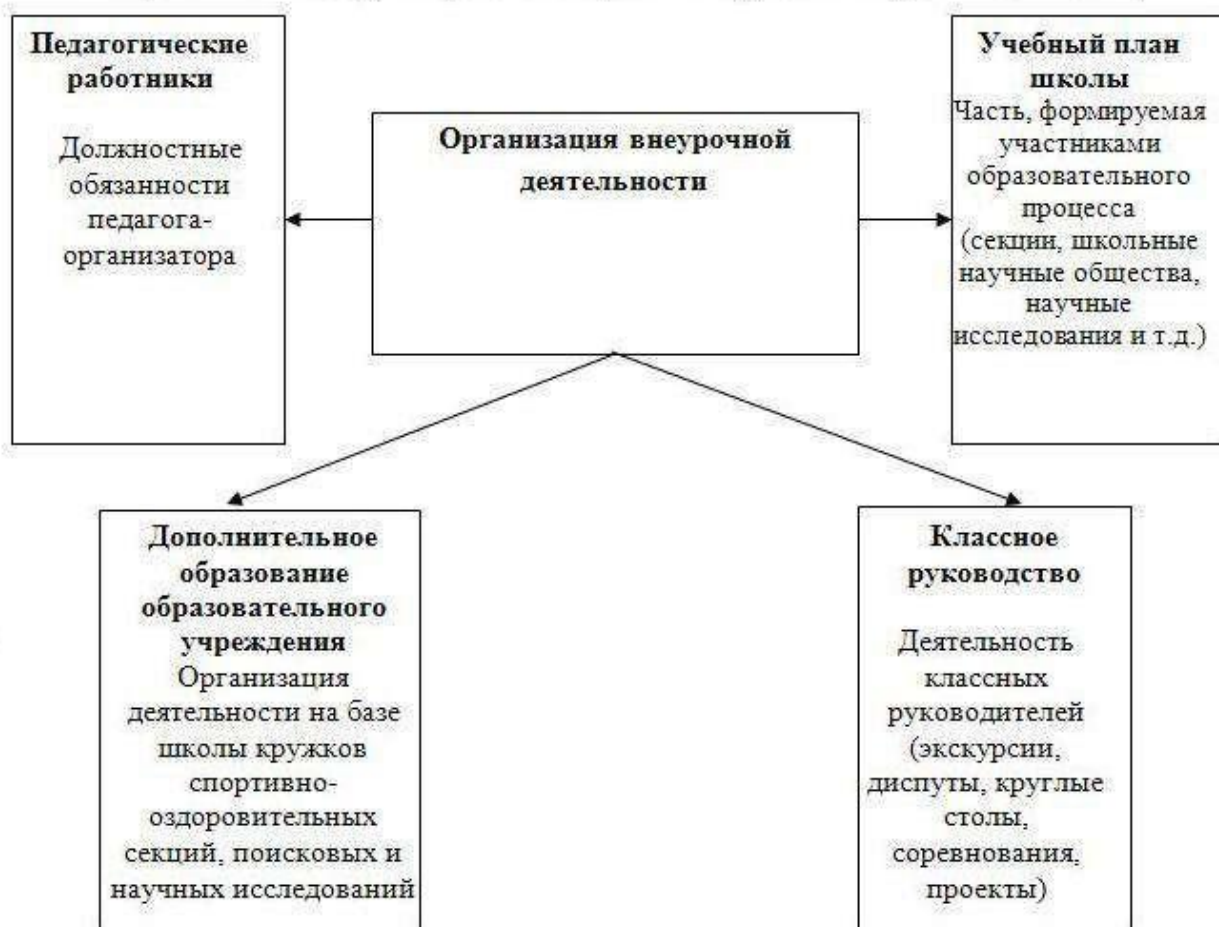 Педагогические
работники
Должностные
обязанности
педагога-
организатора
Организация внеурочной
деятельности
Учебный план
школы
Часть, формируемая
участниками
образовательного
процесса
(секции, школьные
научные общества,
научные
исследования и т.д.)
Дополнительное
образование
образовательного
учреждения
Организация
деятельности на базе
школы кружков
спортивно-
оздоровительных
секций, поисковых и
научных исследований
Классное
руководство
Деятельность
классных
руководителей
(экскурсии,
диспуты, круглые
столы,
соревнования,
проекты)